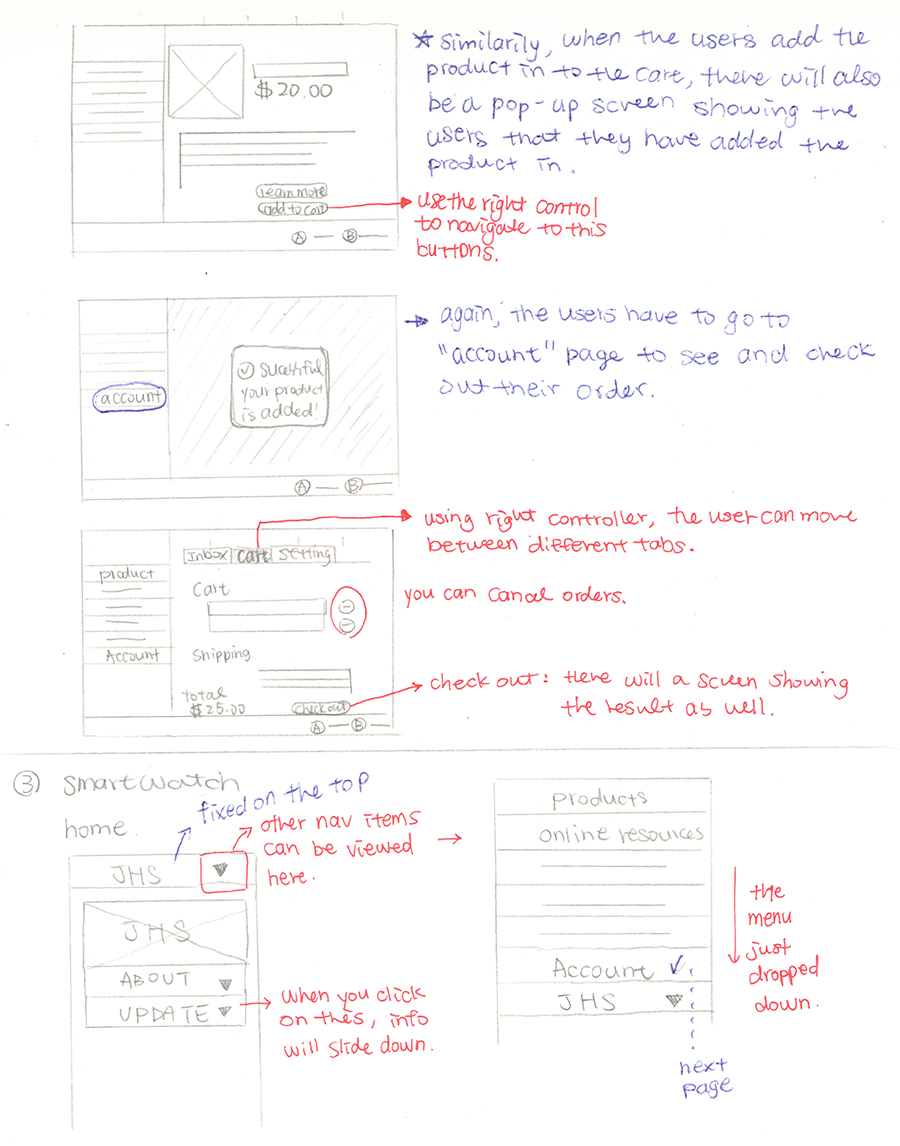 $20.00
learn more
add to cart
A B
★ Similarily, when the users add the
product in to the cart, there will also
be a pop-up screen showing the
users that they have added the
product in.
use the right control
to navigate to this
buttons.
account
Sucessful
your product
is added!
A B
again, the users have to go to
"account" page to see and check
out their order.
Inbox Cart Setting
product
Account
Cart
Shipping
total
$25.00
Check out
A B
using right controller, the user can move
between different tabs.
you can cancel orders.
check out: there will a screen showing
the result as well.
③ Smart Watch
home.
fixed on the top
other nav items
can be viewed
here.
JHS
JHS
ABOUT
UPDATE
when you click
on this, info
will slide down.
products
online resources
Account ✓
JHS
the
menu
just
dropped
down.
next
page